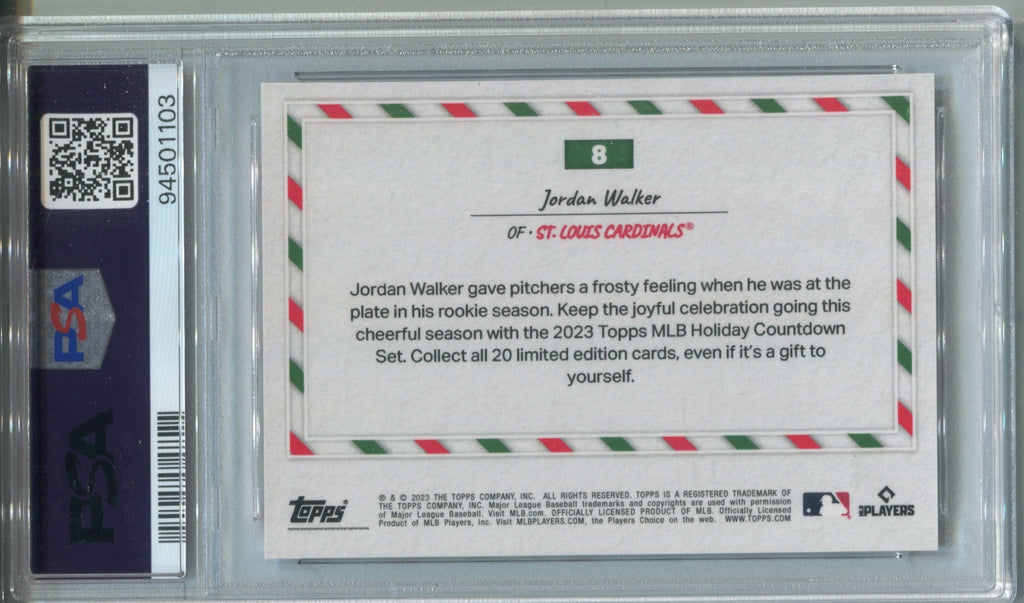 94501103
PSA
PSA
8
Jordan Walker
OF • ST. LOUIS CARDINALS®
Jordan Walker gave pitchers a frosty feeling when he was at the
plate in his rookie season. Keep the joyful celebration going this
cheerful season with the 2023 Topps MLB Holiday Countdown
Set. Collect all 20 limited edition cards, even if it's a gift to
yourself.
Topps
® & © 2023 THE TOPPS COMPANY, INC. ALL RIGHTS RESERVED. TOPPS IS A REGISTERED TRADEMARK OF
THE TOPPS COMPANY, INC. Major League Baseball trademarks and copyrights are used with permission
of Major League Baseball. Visit MLB.com. OFFICIALLY LICENSED PRODUCT OF MLB. Officially Licensed
Product of MLB Players, Inc. Visit MLBPLAYERS.COM, the Players Choice on the web. WWW.TOPPS.COM
MLB PLAYERS